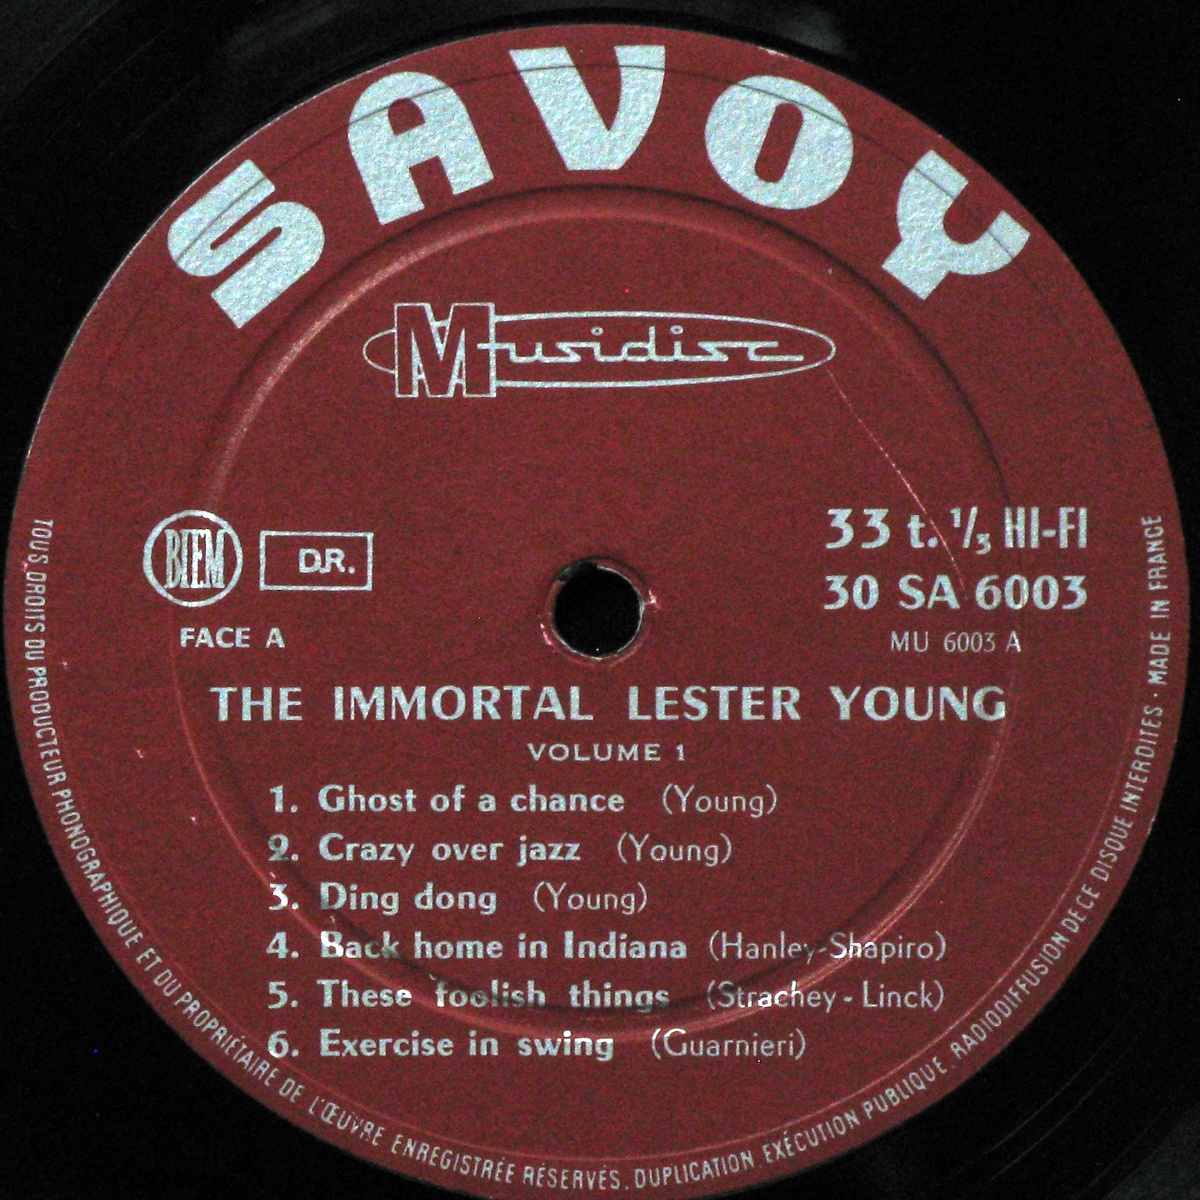 SAVOY
Musidisc
BIEM D.R.
33 t. 1/3 HI-FI
30 SA 6003
FACE A
MU 6003 A
THE IMMORTAL LESTER YOUNG
VOLUME 1
1. Ghost of a chance (Young)
2. Crazy over jazz (Young)
3. Ding dong (Young)
4. Back home in Indiana (Hanley-Shapiro)
5. These foolish things (Strachey - Linck)
6. Exercise in swing (Guarnieri)
TOUS DROITS DU PRODUCTEUR PHONOGRAPHIQUE ET DU PROPRIÉTAIRE DE L'ŒUVRE ENREGISTRÉE RÉSERVÉS. DUPLICATION. EXÉCUTION PUBLIQUE. RADIODIFFUSION DE CE DISQUE INTERDITES · MADE IN FRANCE